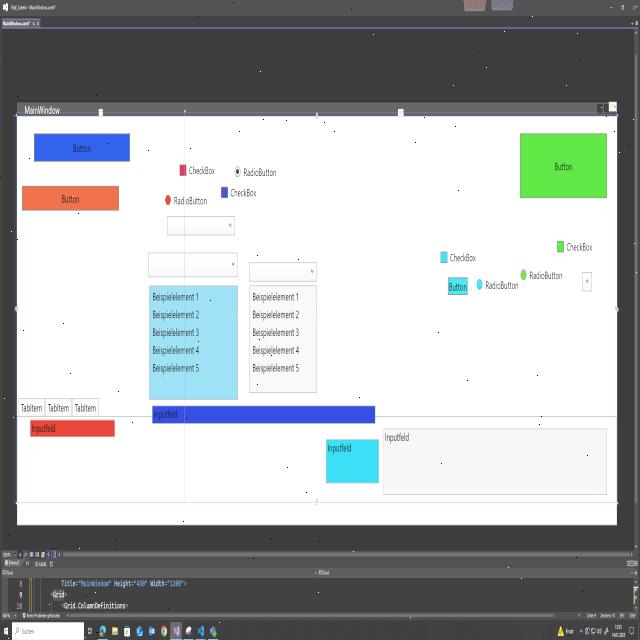 MainWindow.xaml*
MainWindow
Button
Button
Button
CheckBox
RadioButton
CheckBox
RadioButton
CheckBox
CheckBox
RadioButton
RadioButton
Button
Beispielelement 1
Beispielelement 2
Beispielelement 3
Beispielelement 4
Beispielelement 5
Beispielelement 1
Beispielelement 2
Beispielelement 3
Beispielelement 4
Beispielelement 5
TabItem TabItem TabItem
Inputfeld
Inputfeld
Inputfeld
Inputfeld
8 Title="MainWindow" Height="450" Width="1200">
9 <Grid>
10 <Grid.ColumnDefinitions>
Suchen